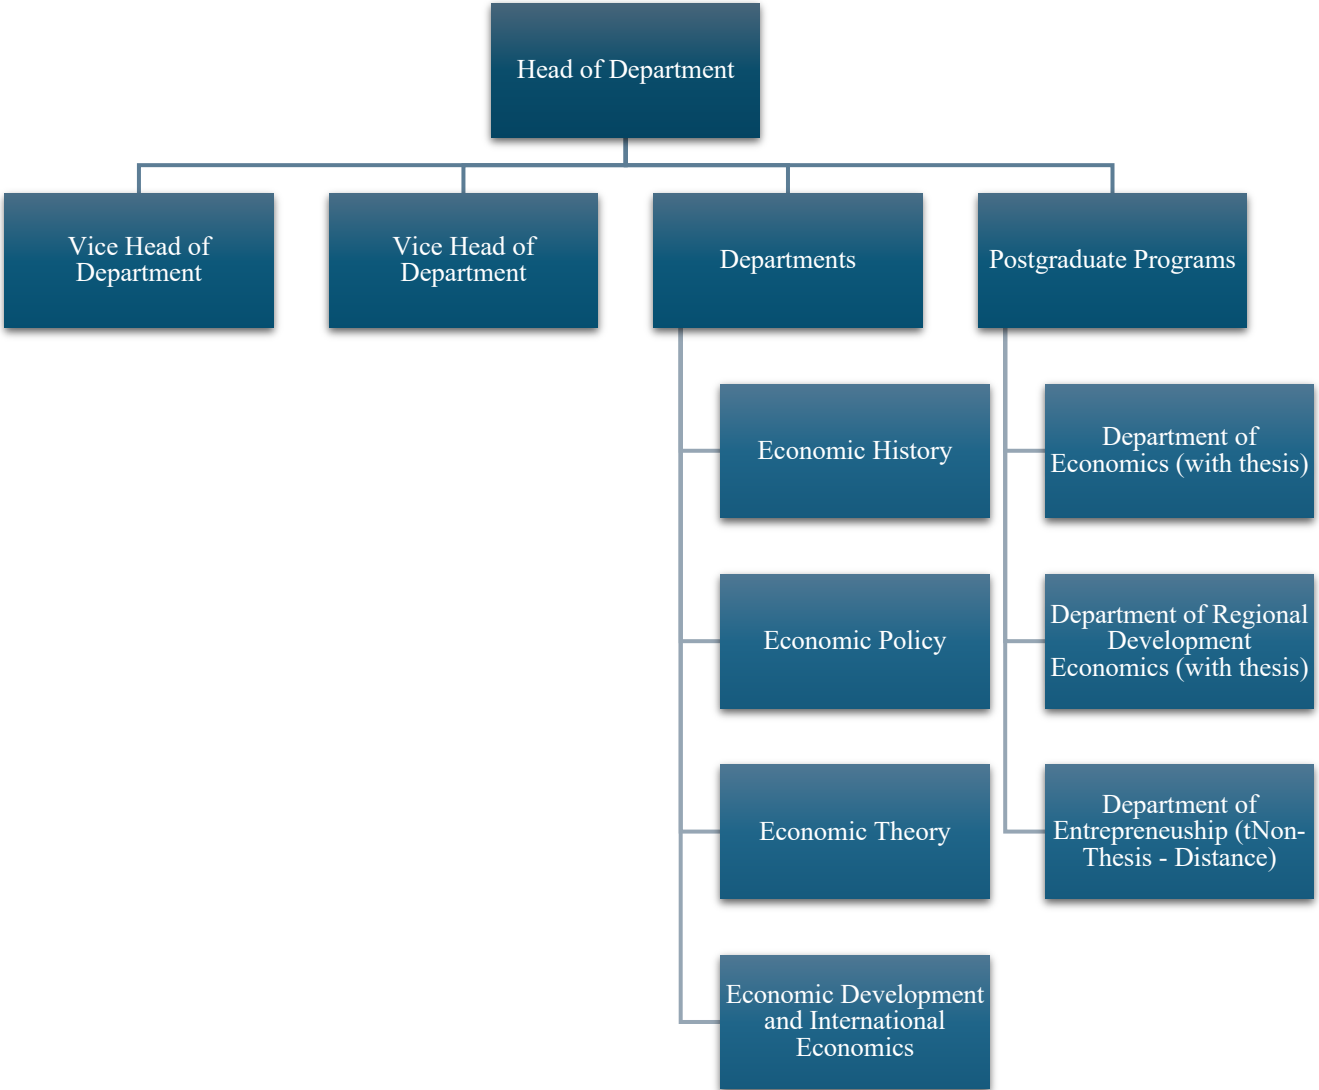 Head of Department
Vice Head of
Department
Vice Head of
Department
Departments
Postgraduate Programs
Economic History
Economic Policy
Economic Theory
Economic Development
and International
Economics
Department of
Economics (with thesis)
Department of Regional
Development
Economics (with thesis)
Department of
Entrepreneuship (tNon-
Thesis - Distance)